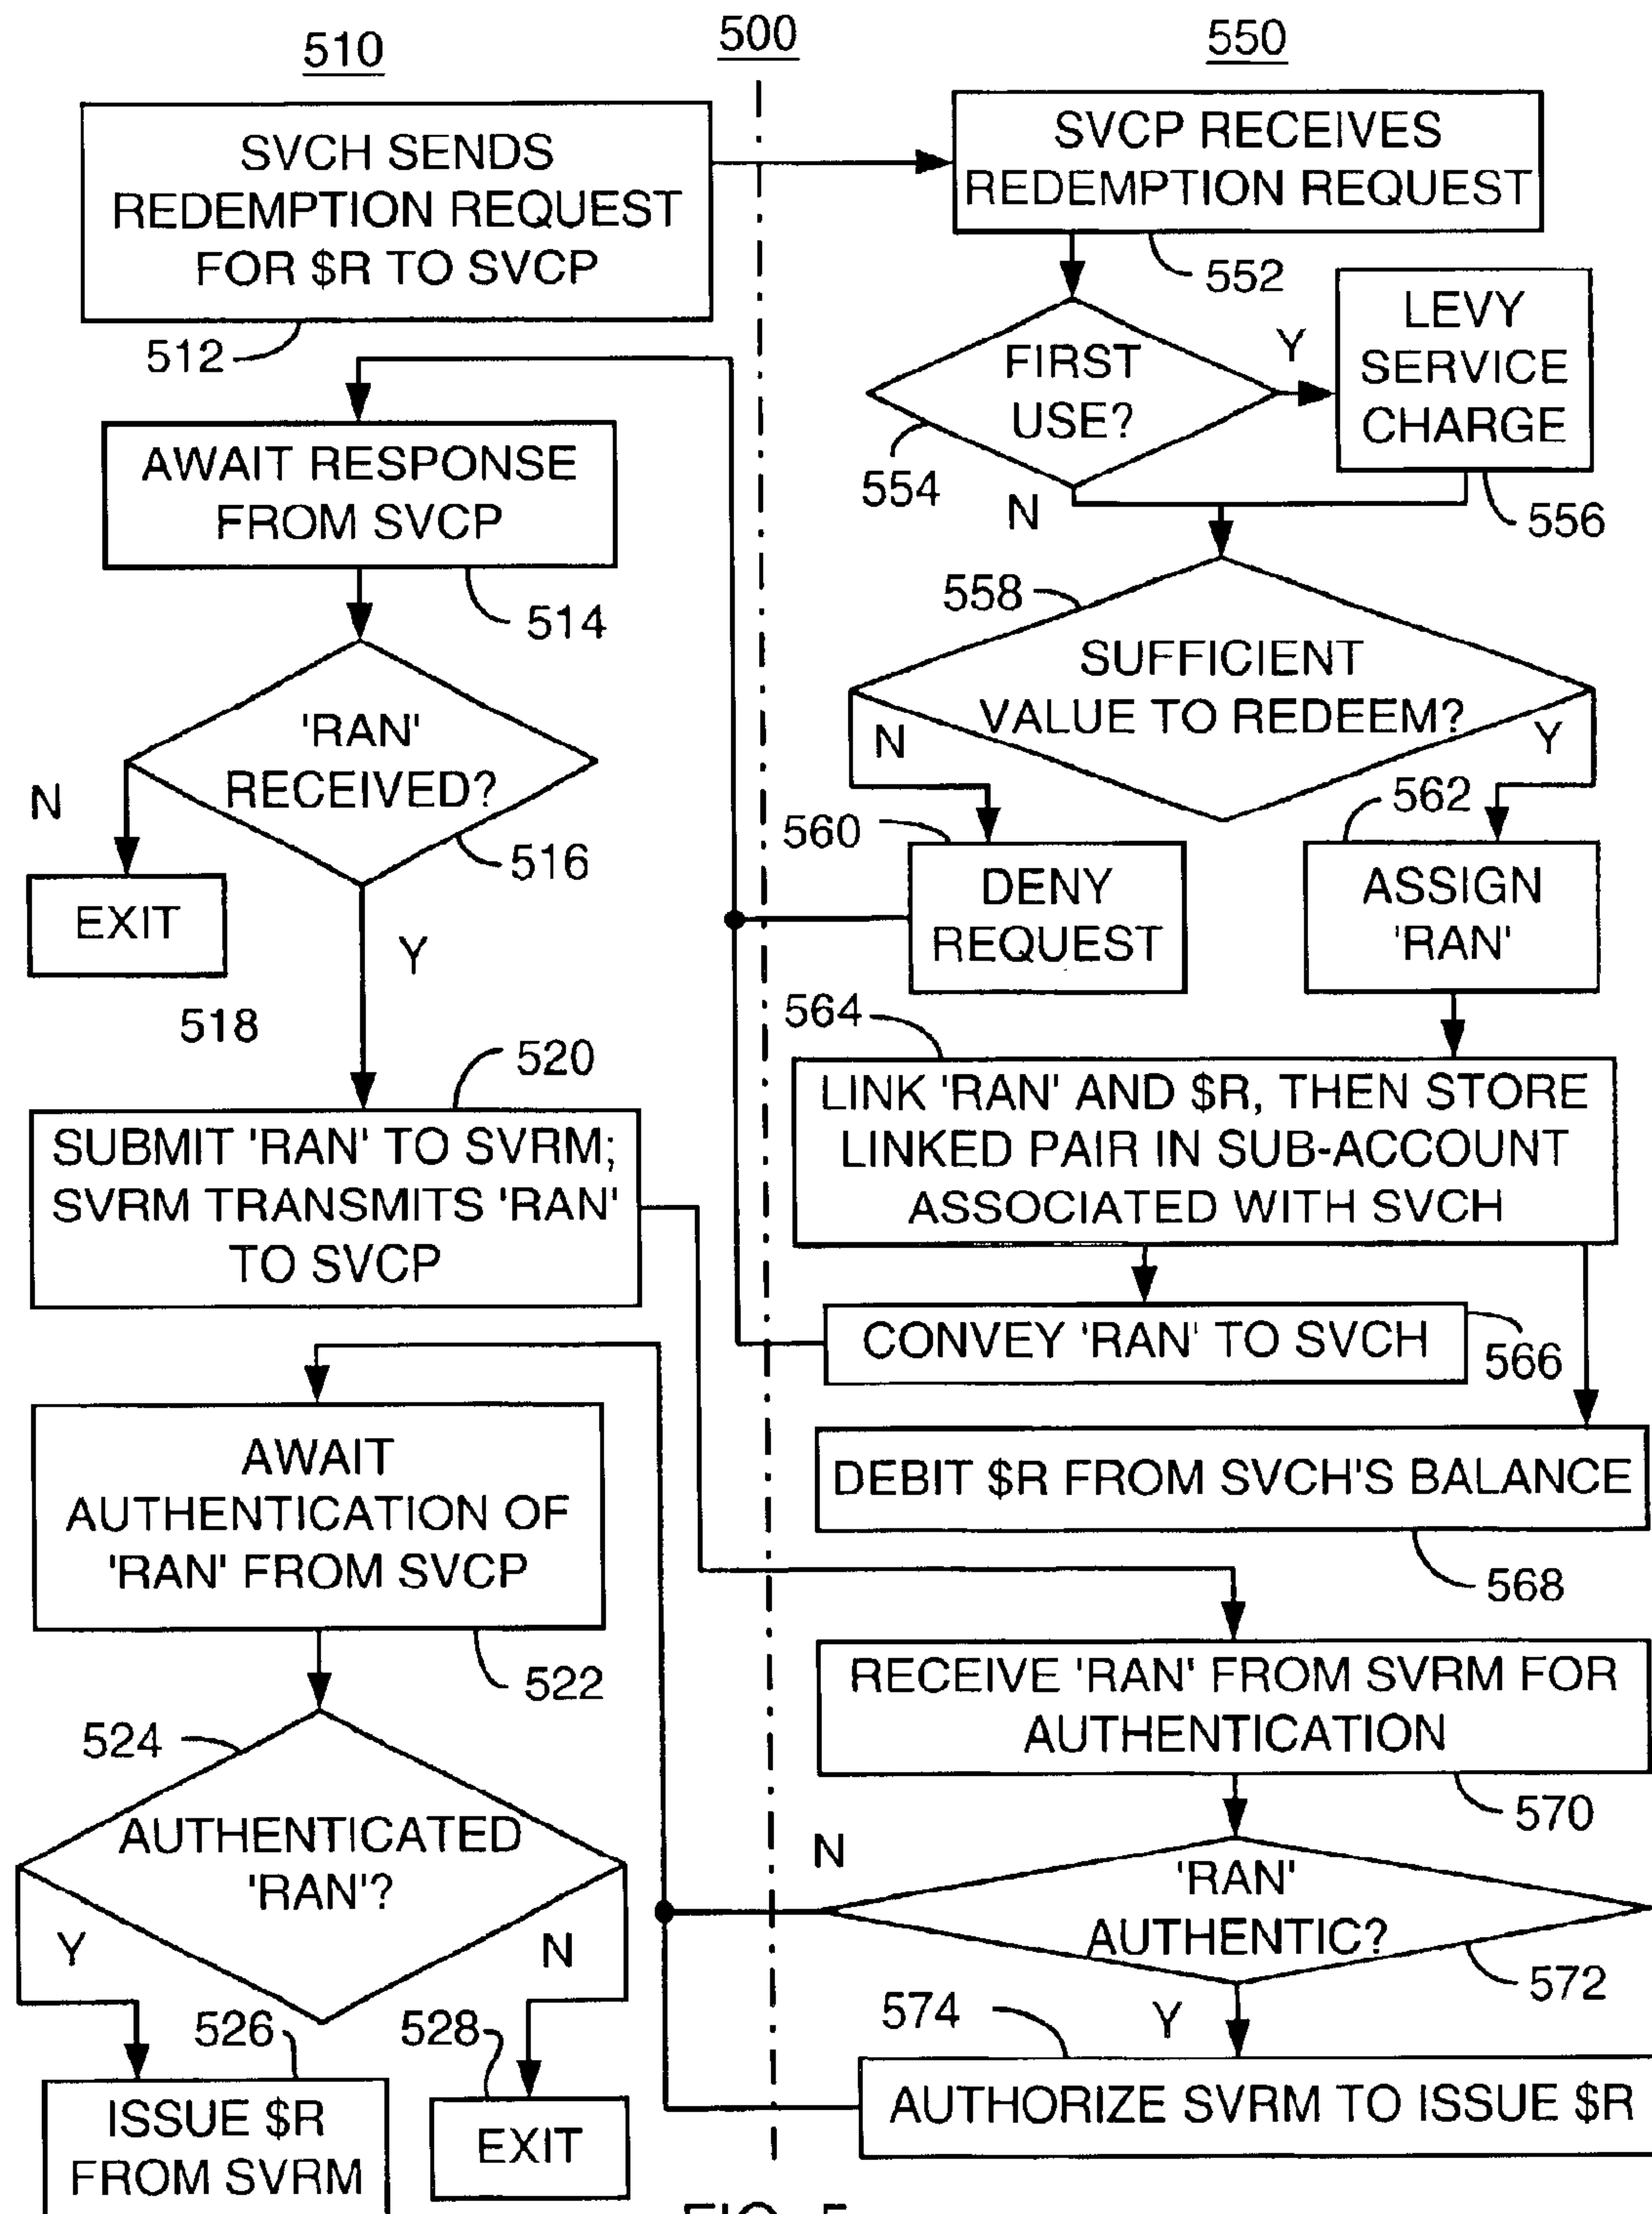 510
500
550
SVCH SENDS
REDEMPTION REQUEST
FOR $R TO SVCP
512
SVCP RECEIVES
REDEMPTION REQUEST
552
FIRST
USE?
Y
N
554
LEVY
SERVICE
CHARGE
556
AWAIT RESPONSE
FROM SVCP
514
558
SUFFICIENT
VALUE TO REDEEM?
N
Y
'RAN'
RECEIVED?
N
516
EXIT
Y
518
560
DENY
REQUEST
562
ASSIGN
'RAN'
564
LINK 'RAN' AND $R, THEN STORE
LINKED PAIR IN SUB-ACCOUNT
ASSOCIATED WITH SVCH
520
SUBMIT 'RAN' TO SVRM;
SVRM TRANSMITS 'RAN'
TO SVCP
CONVEY 'RAN' TO SVCH
566
DEBIT $R FROM SVCH'S BALANCE
568
AWAIT
AUTHENTICATION OF
'RAN' FROM SVCP
522
RECEIVE 'RAN' FROM SVRM FOR
AUTHENTICATION
570
524
AUTHENTICATED
'RAN'?
Y
N
N
'RAN'
AUTHENTIC?
572
Y
574
AUTHORIZE SVRM TO ISSUE $R
526
ISSUE $R
FROM SVRM
528
EXIT